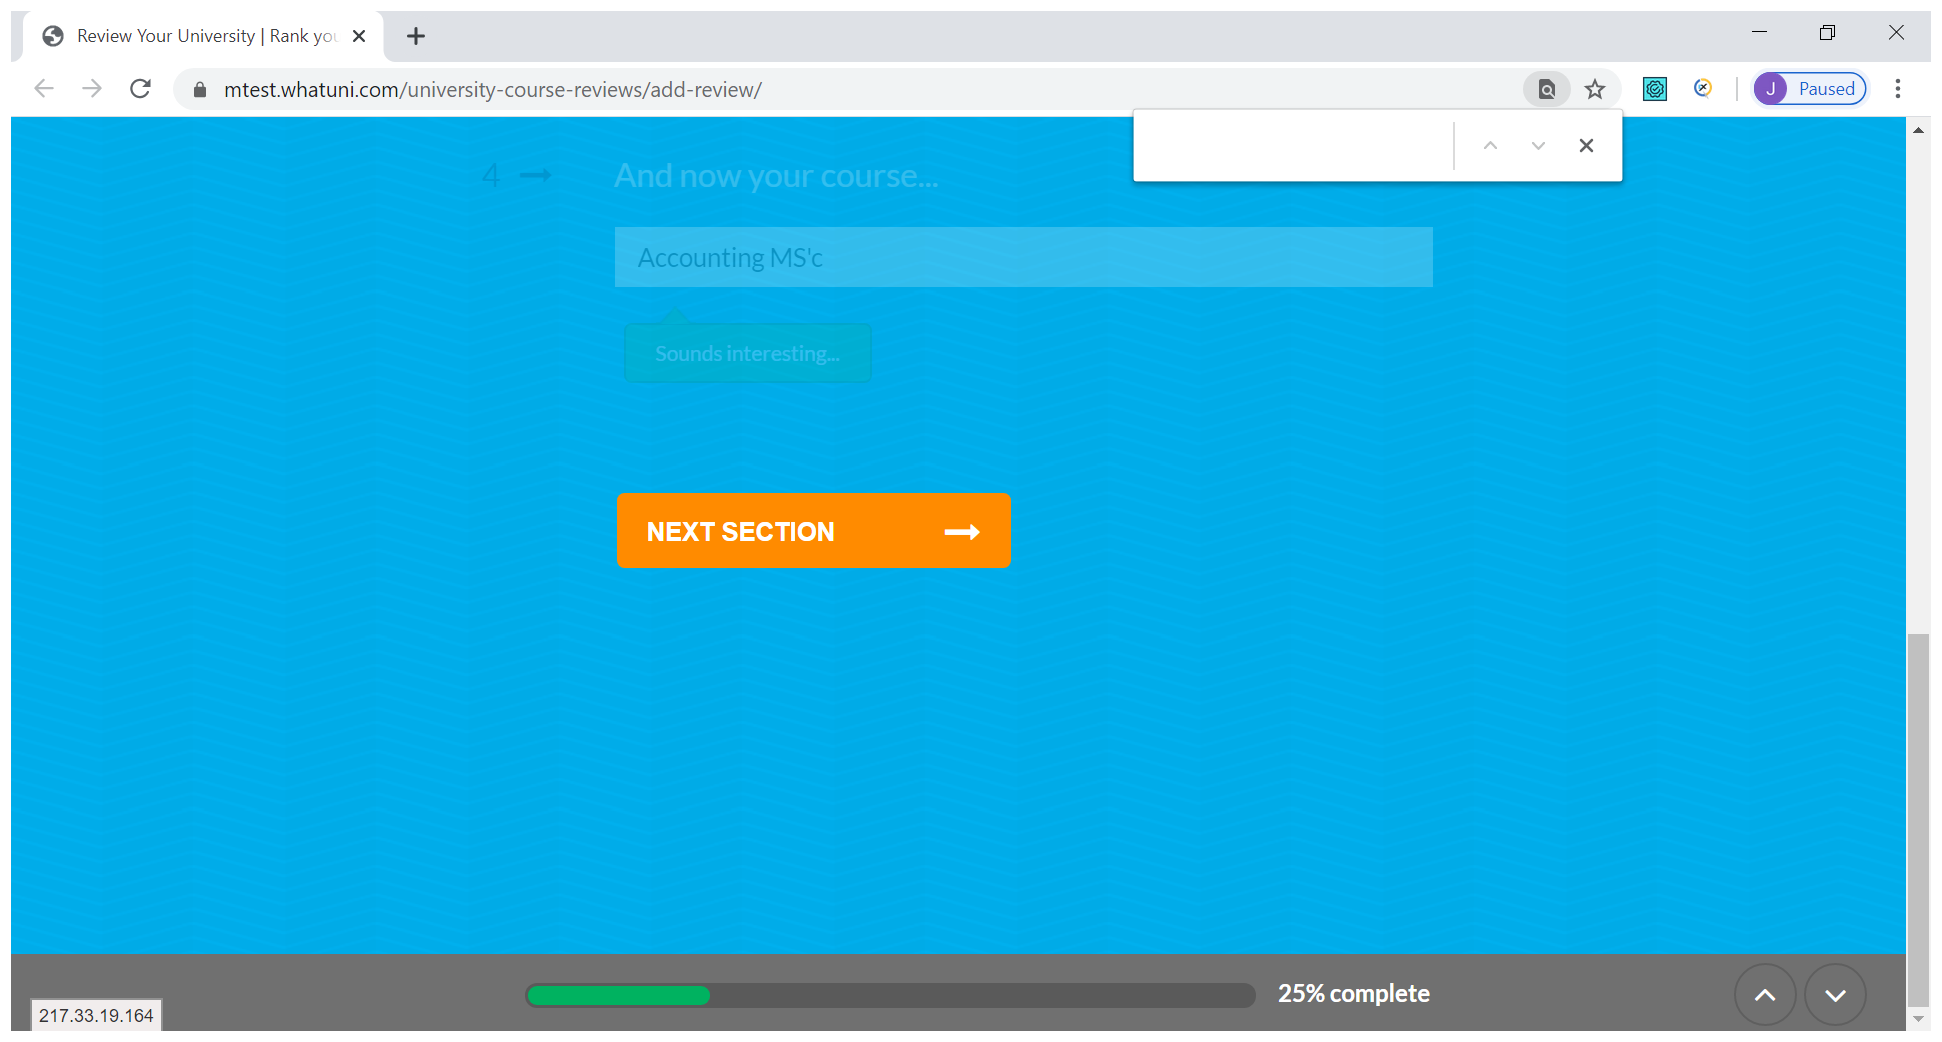 Review Your University | Rank you
mtest.whatuni.com/university-course-reviews/add-review/
J Paused
4 And now your course...
Accounting MS'c
Sounds interesting...
NEXT SECTION
25% complete
217.33.19.164